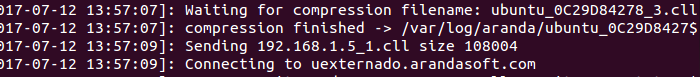 017-07-12 13:57:07]: Waiting for compression filename: ubuntu_0C29D84278_3.cll
017-07-12 13:57:07]: compression finished -> /var/log/aranda/ubuntu_0C29D8427$
017-07-12 13:57:09]: Sending 192.168.1.5_1.cll size 108004
017-07-12 13:57:09]: Connecting to uexternado.arandasoft.com